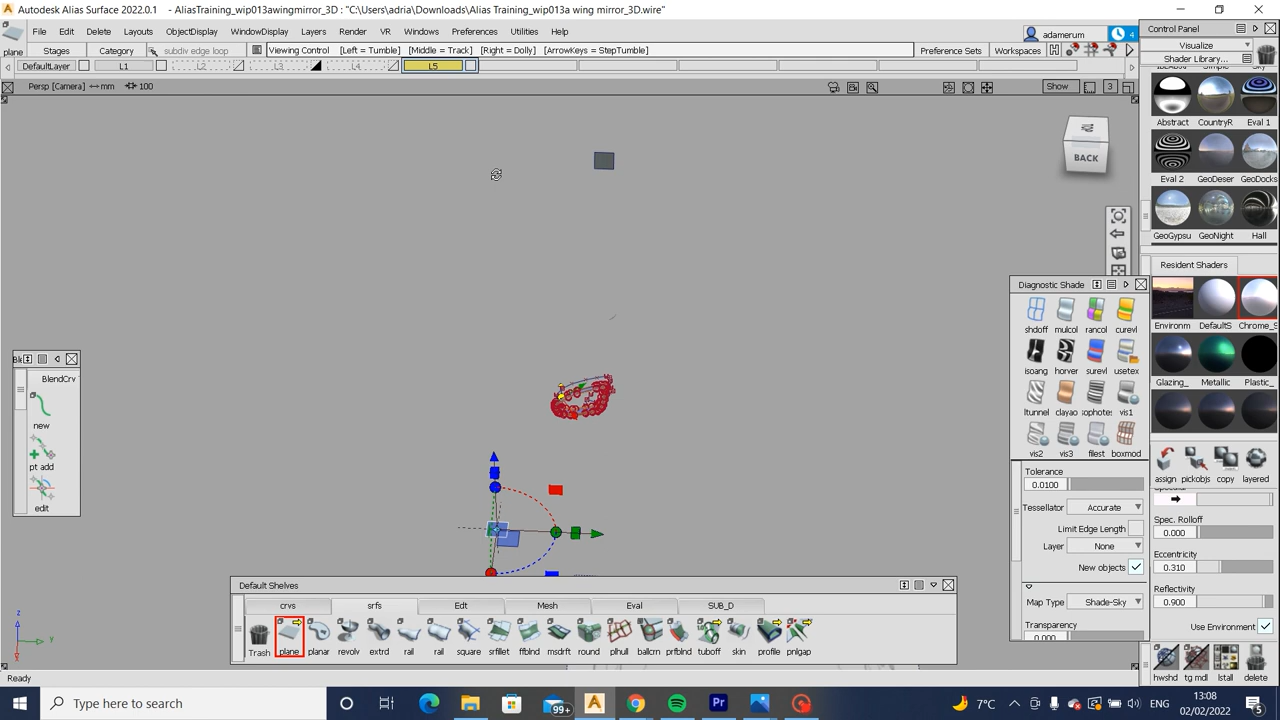 Autodesk Alias Surface 2022.0.1 - AliasTraining_wip013awingmirror_3D : "C:\Users\adria\Downloads\Alias Training_wip013a wing mirror_3D.wire"
File Edit Delete Layouts ObjectDisplay WindowDisplay Render VR Windows Preferences Utilities Help
adamerum 4
plane Stages Category subdiv edge loop Viewing Control [Left = Tumble] [Middle = Track] [Right = Dolly] [ArrowKeys = StepTumble] Preference Sets Workspaces
DefaultLayer L1 L2 L3 L4 L5
Persp [Camera] mm 100 Show 3
BACK
Control Panel
Visualize
Shader Library...
Abstract CountryR Eval 1
Eval 2 GeoDeser GeoDocks
GeoGypsu GeoNight Hall
Resident Shaders
Environm DefaultS Chrome_S
Glazing_ Metallic Plastic_
assign pickobjs copy layered
Spec. Rolloff
0.000
Eccentricity
0.310
Reflectivity
0.900
Use Environment
hwshd tg mdl lstall delete
Diagnostic Shade
shdoff mulcol rancol curevl
isoang horver surevl usetex
ltunnel clayao vis1
vis2 vis3 filest boxmod
Tolerance
0.0100
Tessellator Accurate
Limit Edge Length
Layer None
New objects
Map Type Shade-Sky
Transparency
0.000
BlendCrv
new
pt add
edit
Default Shelves
crvs srfs Edt Mesh Eval SUB_D
Trash plane planar revolv extrd rail rail square srfillet ffblnd msdrft round plhull ballcrn prfblnd tuboff skin profile pnlgap
z
y
x
Ready
Type here to search
99+
7°C ENG 13:08 02/02/2022 5